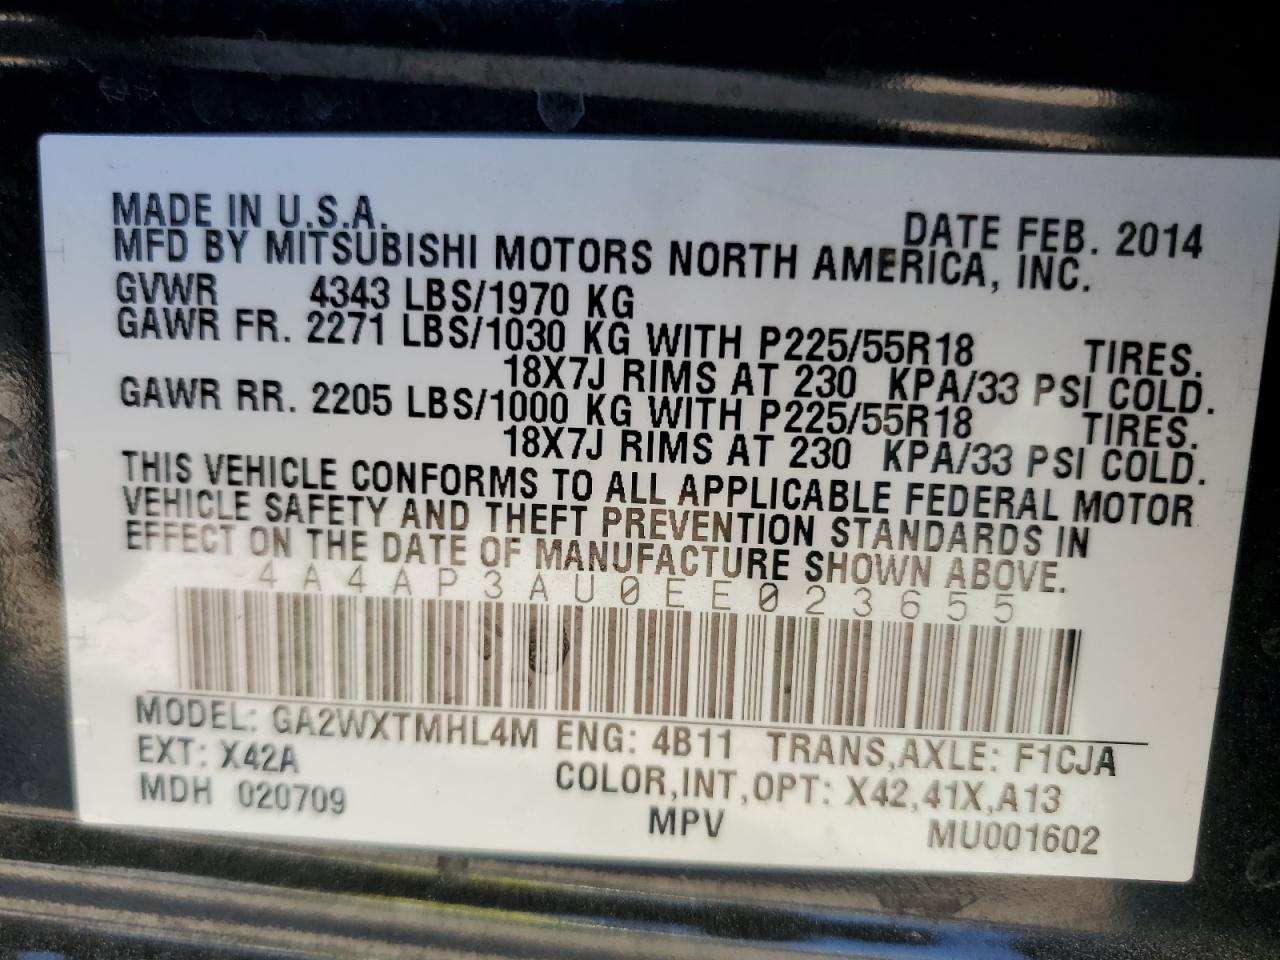 MADE IN U.S.A. DATE FEB. 2014
MFD BY MITSUBISHI MOTORS NORTH AMERICA, INC.
GVWR 4343 LBS/1970 KG
GAWR FR. 2271 LBS/1030 KG WITH P225/55R18 TIRES.
18X7J RIMS AT 230 KPA/33 PSI COLD.
GAWR RR. 2205 LBS/1000 KG WITH P225/55R18 TIRES.
18X7J RIMS AT 230 KPA/33 PSI COLD.
THIS VEHICLE CONFORMS TO ALL APPLICABLE FEDERAL MOTOR
VEHICLE SAFETY AND THEFT PREVENTION STANDARDS IN
EFFECT ON THE DATE OF MANUFACTURE SHOWN ABOVE.
4A4AP3AU0EE023655
MODEL: GA2WXTMHL4M ENG: 4B11 TRANS,AXLE: F1CJA
EXT: X42A COLOR,INT,OPT: X42,41X,A13
MDH 020709 MPV MU001602